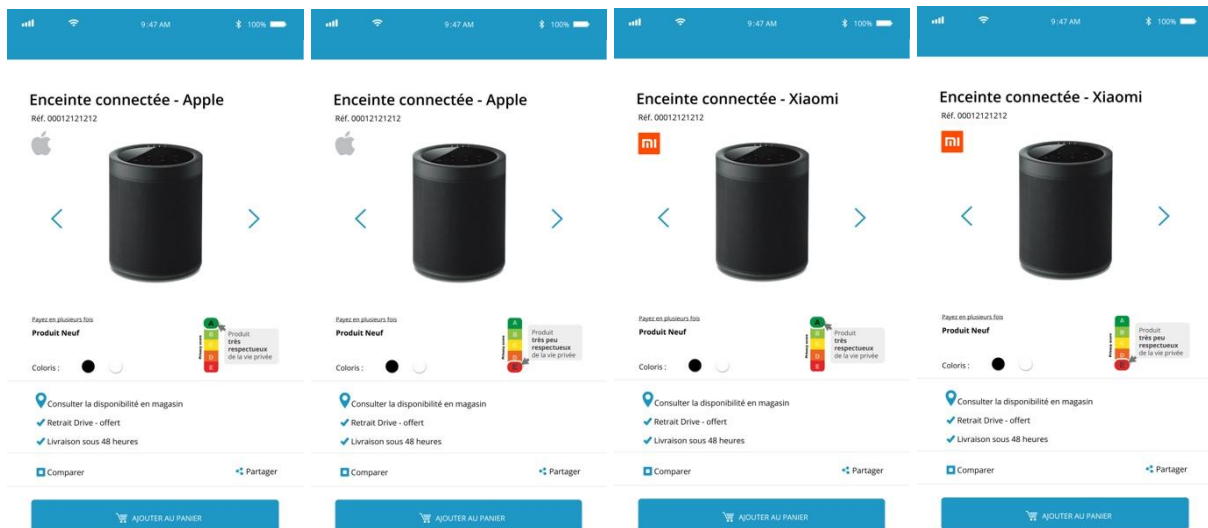 9:47 AM
100%
Enceinte connectée - Apple
Réf. 00012121212
Payez en plusieurs fois
Produit Neuf
Coloris :
Privacy score
A
B
C
D
E
Produit
très
respectueux
de la vie privée
Consulter la disponibilité en magasin
Retrait Drive - offert
Livraison sous 48 heures
Comparer
Partager
AJOUTER AU PANIER
9:47 AM
100%
Enceinte connectée - Apple
Réf. 00012121212
Payez en plusieurs fois
Produit Neuf
Coloris :
Privacy score
A
B
C
D
E
Produit
très peu
respectueux
de la vie privée
Consulter la disponibilité en magasin
Retrait Drive - offert
Livraison sous 48 heures
Comparer
Partager
AJOUTER AU PANIER
9:47 AM
100%
Enceinte connectée - Xiaomi
Réf. 00012121212
mi
Payez en plusieurs fois
Produit Neuf
Coloris :
Privacy score
A
B
C
D
E
Produit
très
respectueux
de la vie privée
Consulter la disponibilité en magasin
Retrait Drive - offert
Livraison sous 48 heures
Comparer
Partager
AJOUTER AU PANIER
9:47 AM
100%
Enceinte connectée - Xiaomi
Réf. 00012121212
mi
Payez en plusieurs fois
Produit Neuf
Coloris :
Privacy score
A
B
C
D
E
Produit
très peu
respectueux
de la vie privée
Consulter la disponibilité en magasin
Retrait Drive - offert
Livraison sous 48 heures
Comparer
Partager
AJOUTER AU PANIER